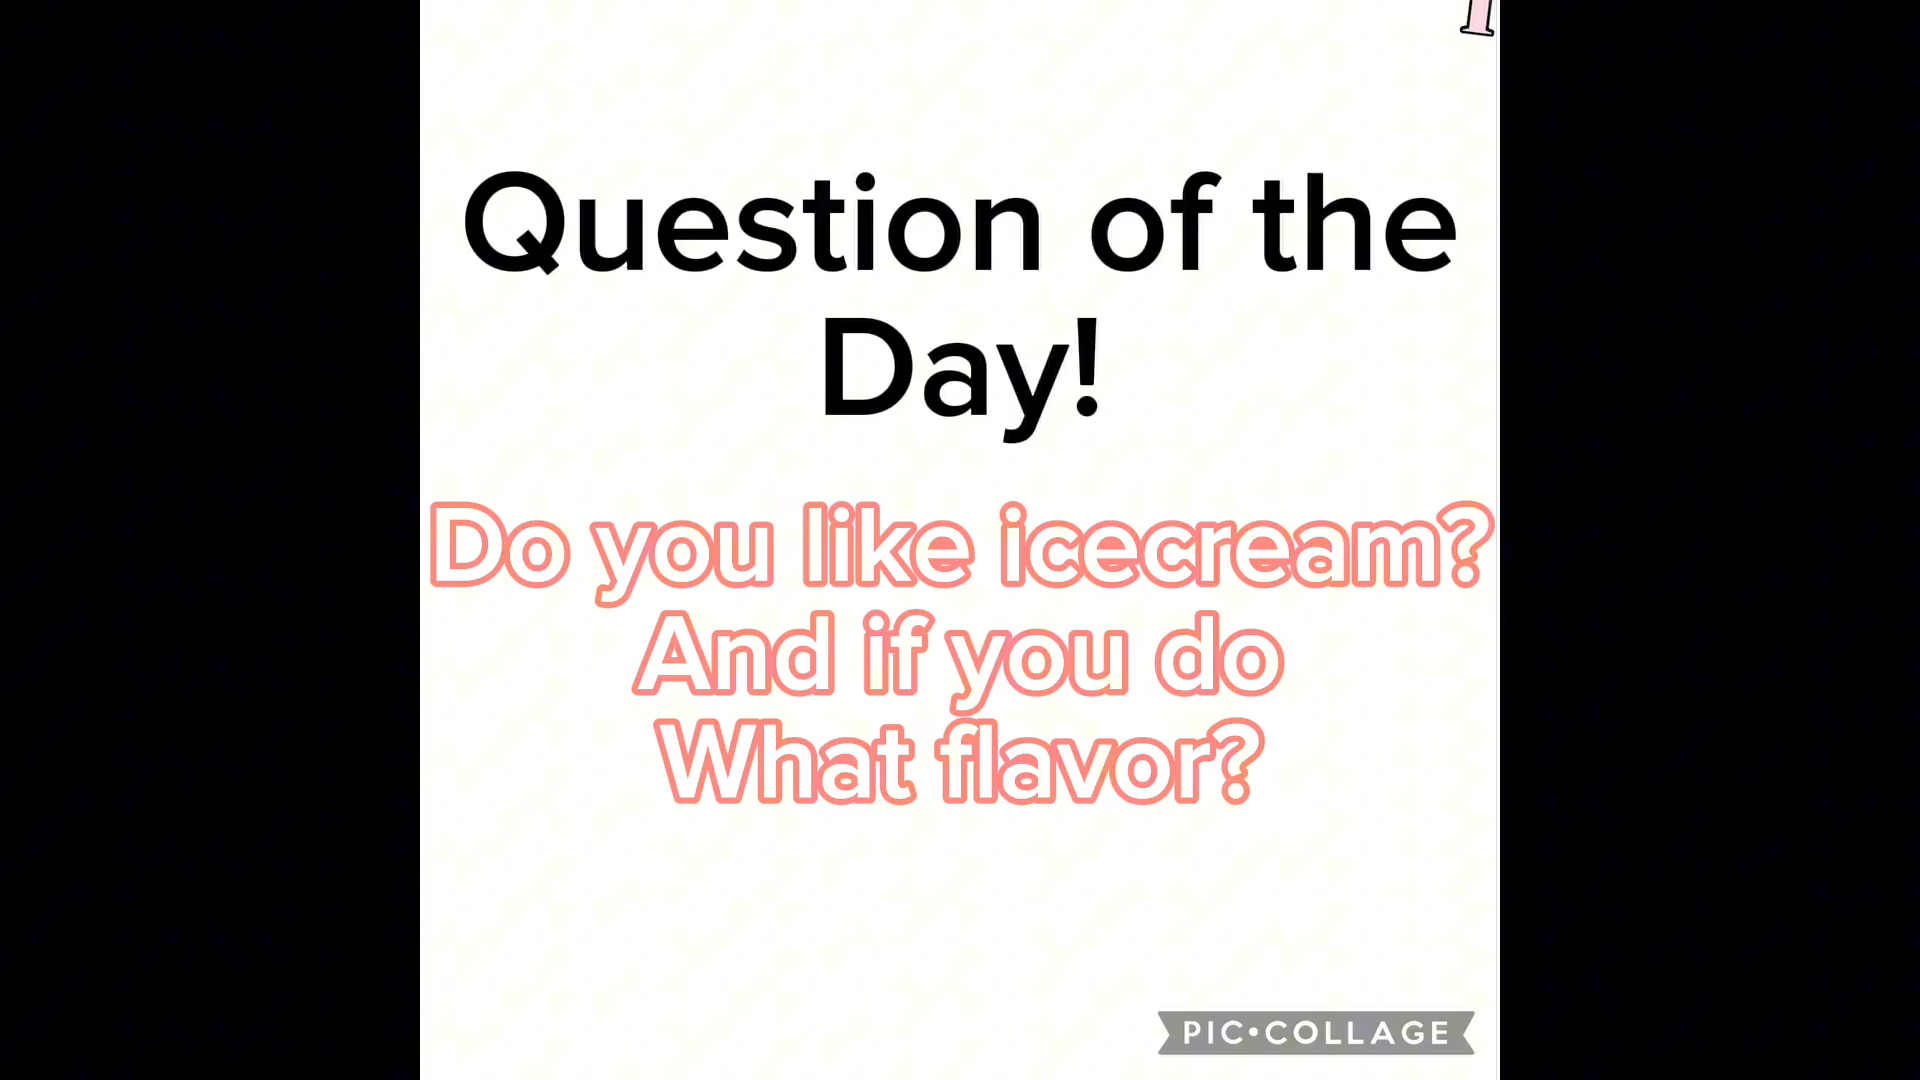 Question of the
Day!
Do you like icecream?
And if you do
What flavor?
PIC•COLLAGE